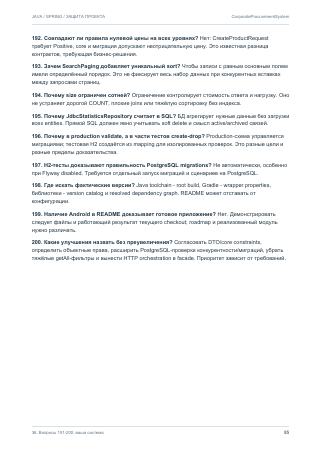 JAVA / SPRING / ЗАЩИТА ПРОЕКТА
CorporateProcurementSystem
192. Совпадают ли правила нулевой цены на всех уровнях? Нет: CreateProductRequest
требует Positive, core и миграция допускают неотрицательную цену. Это известная разница
контрактов, требующая бизнес-решения.
193. Зачем SearchPaging добавляет уникальный sort? Чтобы записи с равным основным полем
имели определённый порядок. Это не фиксирует весь набор данных при конкурентных вставках
между запросами страниц.
194. Почему size ограничен сотней? Ограничение контролирует стоимость ответа и нагрузку. Оно
не устраняет дорогой COUNT, плохие joins или тяжёлую сортировку без индекса.
195. Почему JdbcStatisticsRepository считает в SQL? БД агрегирует нужные данные без загрузки
всех entities. Прямой SQL должен явно учитывать soft delete и смысл active/archived связей.
196. Почему в production validate, а в части тестов create-drop? Production-схема управляется
миграциями; тестовая H2 создаётся из mapping для изолированных проверок. Это разные цели и
разные пределы доказательства.
197. H2-тесты доказывают правильность PostgreSQL migrations? Не автоматически, особенно
при Flyway disabled. Требуется отдельный запуск миграций и сценариев на PostgreSQL.
198. Где искать фактические версии? Java toolchain - root build, Gradle - wrapper properties,
библиотеки - version catalog и resolved dependency graph. README может отставать от
конфигурации.
199. Наличие Android в README доказывает готовое приложение? Нет. Демонстрировать
следует файлы и работающий результат текущего checkout; roadmap и реализованный модуль
нужно различать.
200. Какие улучшения назвать без преувеличения? Согласовать DTO/core constraints,
определить объектные права, расширить PostgreSQL-проверки конкурентности/миграций, убрать
тяжёлые getAll-фильтры и вынести HTTP orchestration в facade. Приоритет зависит от требований.
36. Вопросы 191-200: ваша система
85